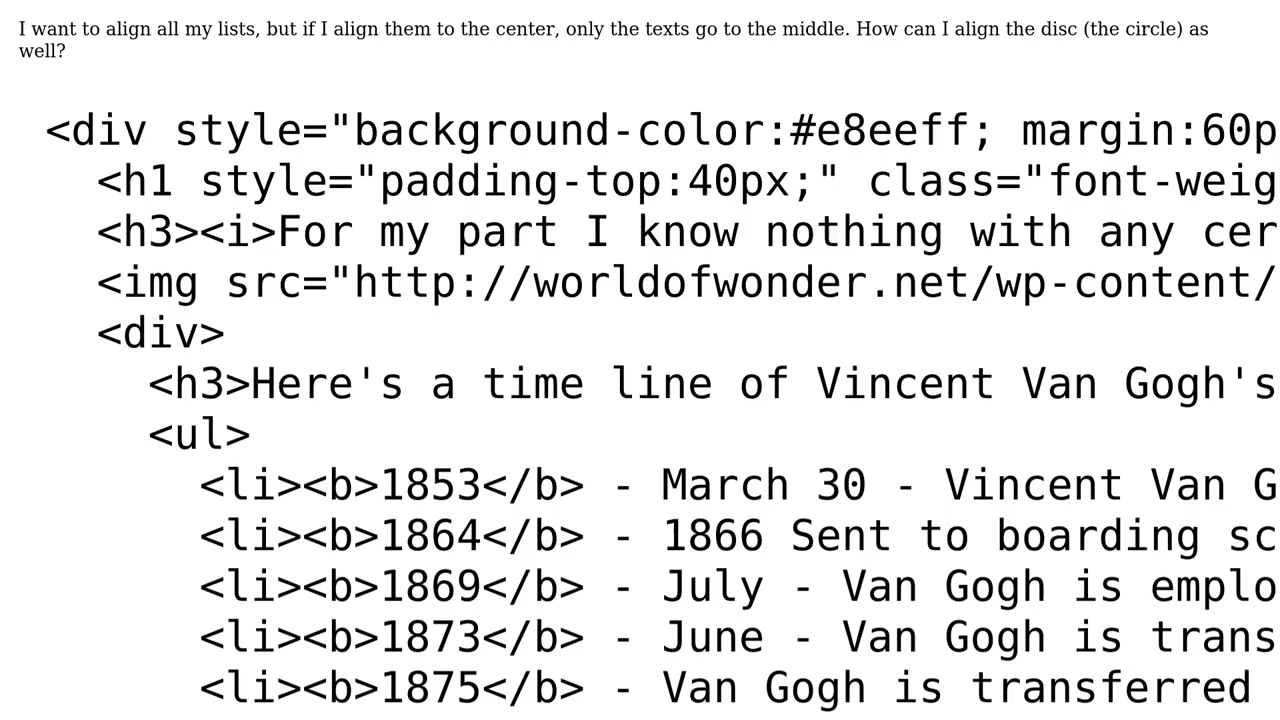 I want to align all my lists, but if I align them to the center, only the texts go to the middle. How can I align the disc (the circle) as
well?
<div style="background-color:#e8eeff; margin:60p
<h1 style="padding-top:40px;" class="font-weig
<h3><i>For my part I know nothing with any cer
<img src="http://worldofwonder.net/wp-content/
<div>
<h3>Here's a time line of Vincent Van Gogh's
<ul>
<li><b>1853</b> - March 30 - Vincent Van G
<li><b>1864</b> - 1866 Sent to boarding sc
<li><b>1869</b> - July - Van Gogh is emplo
<li><b>1873</b> - June - Van Gogh is trans
<li><b>1875</b> - Van Gogh is transferred